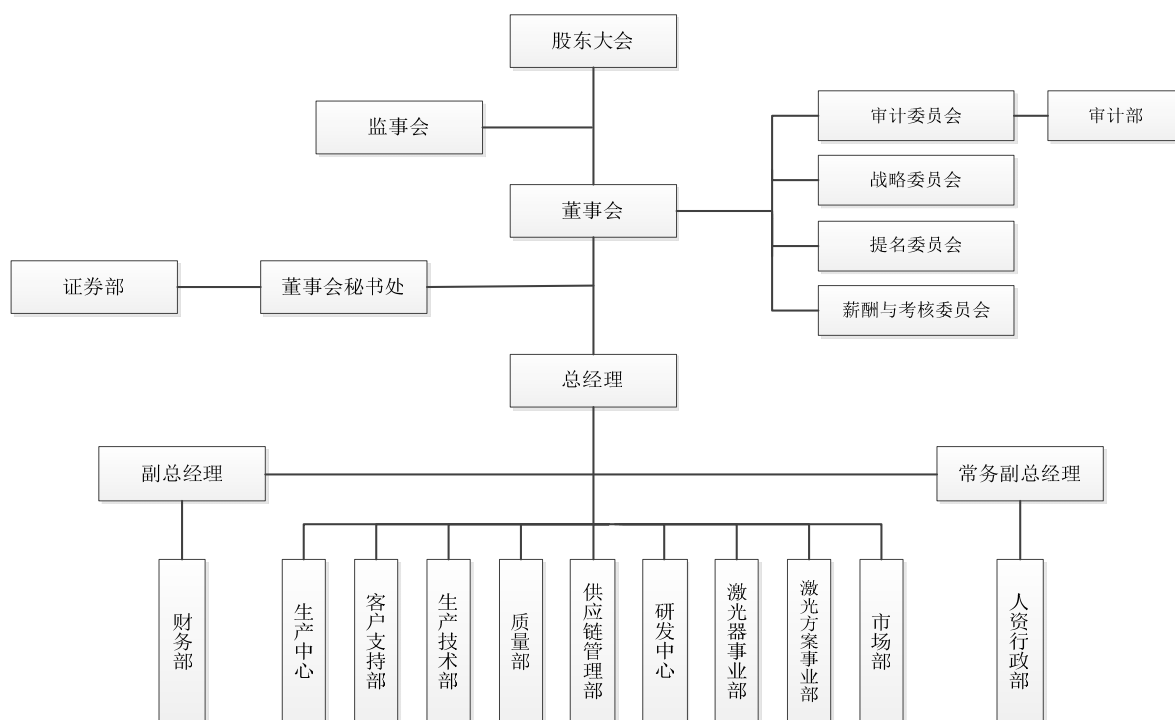 股东大会
监事会
审计委员会
审计部
战略委员会
董事会
提名委员会
证券部
董事会秘书处
薪酬与考核委员会
总经理
副总经理
常务副总经理
财务部
生产中心
客户支持部
生产技术部
质量部
供应链管理部
研发中心
激光器事业部
激光方案事业部
市场部
人资行政部